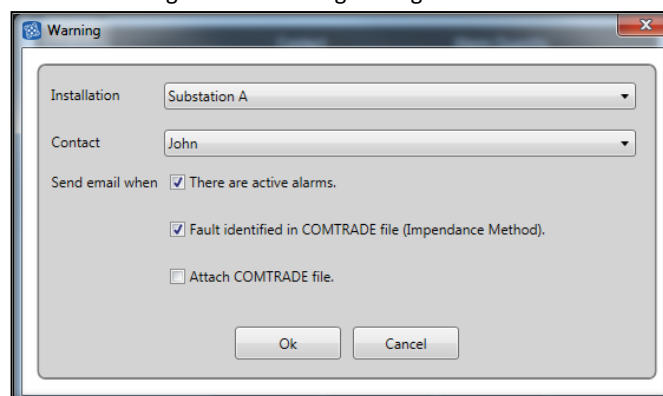 Warning
Installation Substation A
Contact John
Send email when There are active alarms.
Fault identified in COMTRADE file (Impendance Method).
Attach COMTRADE file.
Ok Cancel